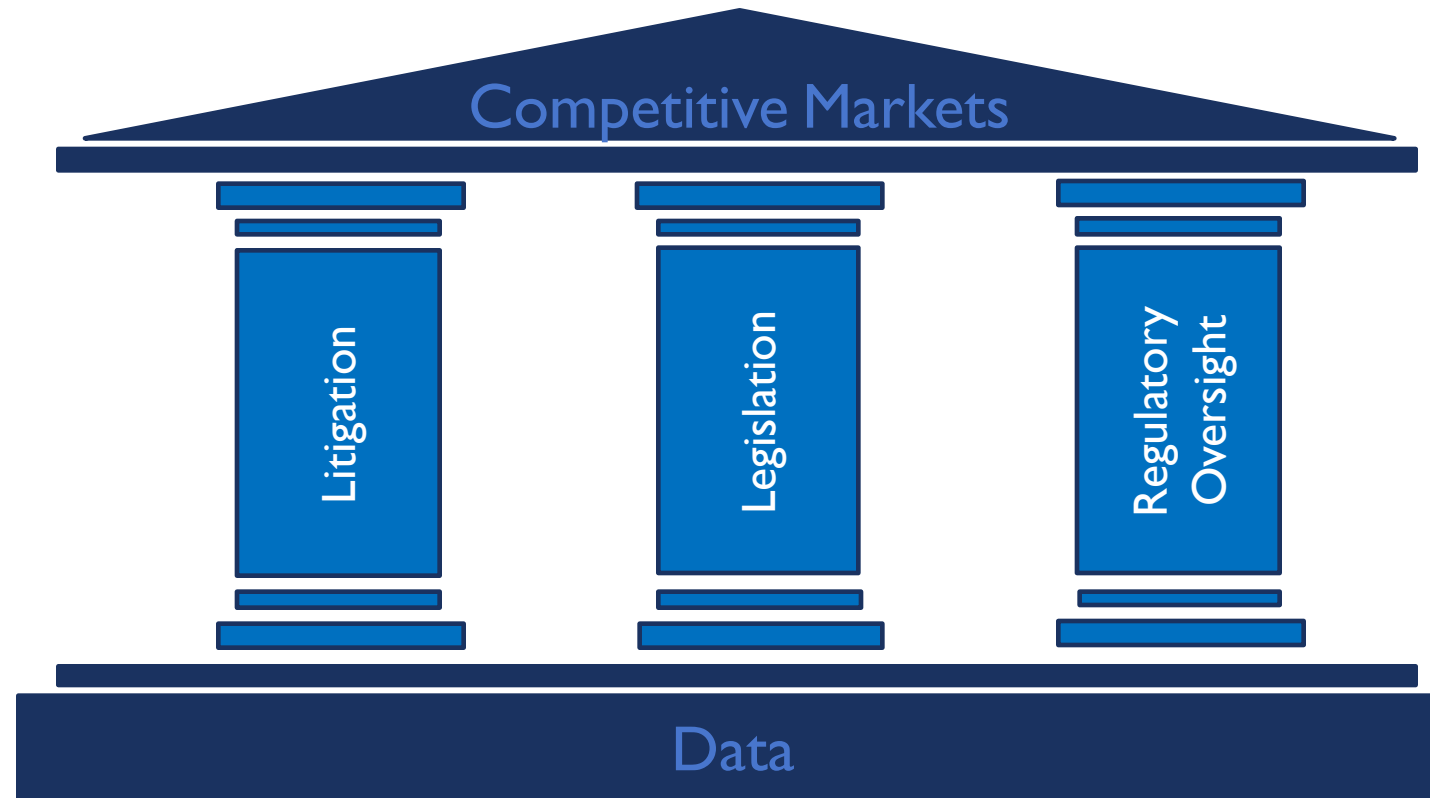 Competitive Markets
Litigation
Legislation
Regulatory
Oversight
Data